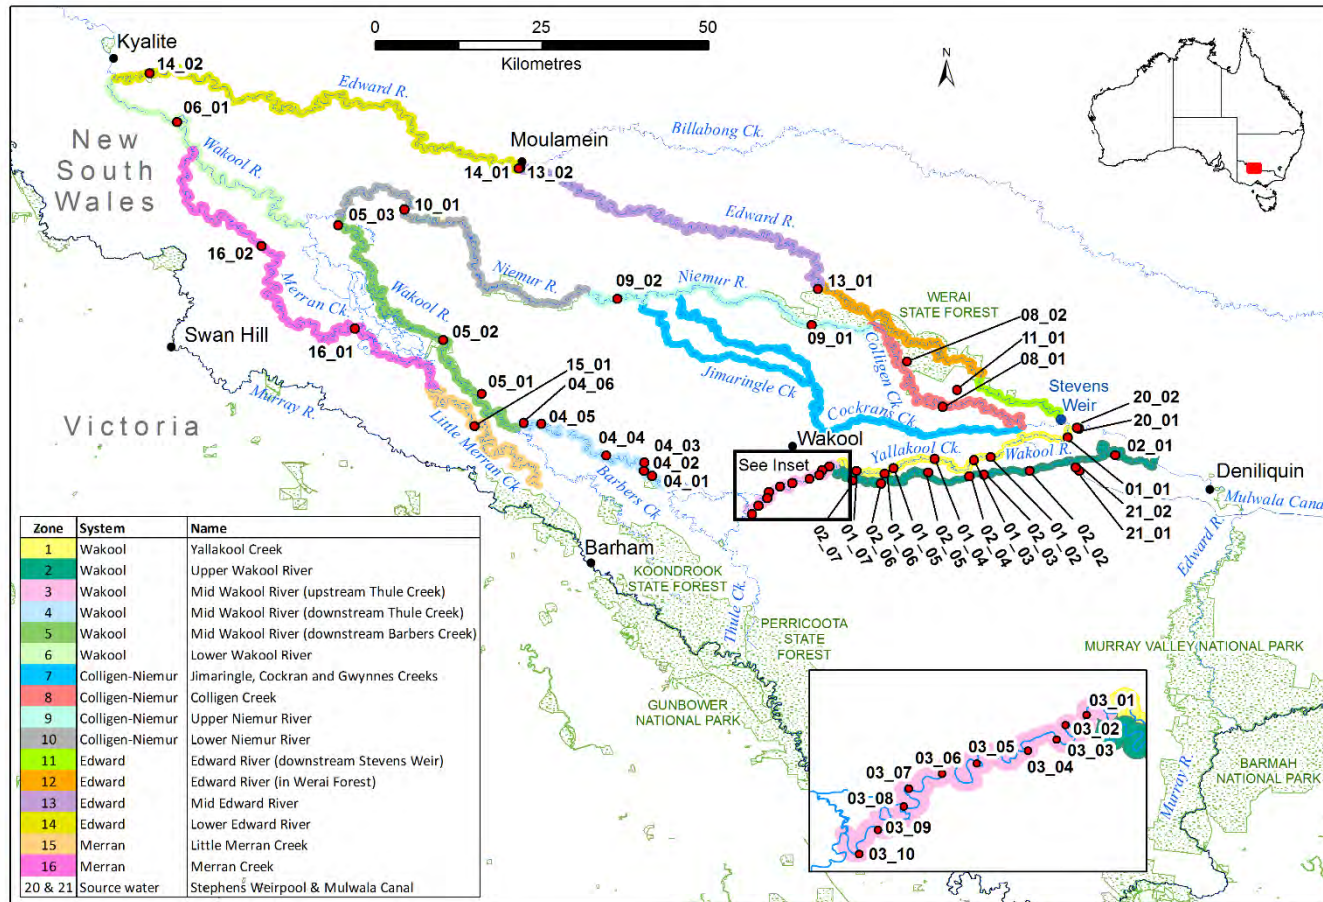 0 25 50
Kilometres
N
Kyalite
14_02
Edward R.
06_01
New
South
Wales
Wakool R.
Moulamein
14_01
13_02
Billabong Ck.
10_01
05_03
Edward R.
16_02
Niemur R.
09_02
Niemur R.
13_01
WERAI
STATE FOREST
08_02
11_01
08_01
Merran Ck.
Wakool R.
Swan Hill
16_01
05_02
09_01
Colligen Ck
Jimaringle Ck
15_01
04_06
05_01
Stevens
Weir
20_02
20_01
Murray R.
Victoria
04_05
Cockrans Ck.
Little Merran Ck
04_04
04_03
04_02
04_01
Wakool
See Inset
Yallakool Ck.
Wakool R.
02_01
Deniliquin
Barbers Ck
01_01
21_02
21_01
Mulwala Cana
02_07
01_07
02_06
01_06
01_05
02_05
01_04
02_04
01_03
02_03
01_02
02_02
Edward R.
Barham
KOONDROOK
STATE FOREST
Thule Ck.
PERRICOOTA
STATE
FOREST
MURRAY VALLEY NATIONAL PARK
GUNBOWER
NATIONAL PARK
BARMAH
NATIONAL PARK
Murray R.
03_01
03_02
03_03
03_04
03_05
03_06
03_07
03_08
03_09
03_10
Zone System Name
1 Wakool Yallakool Creek
2 Wakool Upper Wakool River
3 Wakool Mid Wakool River (upstream Thule Creek)
4 Wakool Mid Wakool River (downstream Thule Creek)
5 Wakool Mid Wakool River (downstream Barbers Creek)
6 Wakool Lower Wakool River
7 Colligen-Niemur Jimaringle, Cockran and Gwynnes Creeks
8 Colligen-Niemur Colligen Creek
9 Colligen-Niemur Upper Niemur River
10 Colligen-Niemur Lower Niemur River
11 Edward Edward River (downstream Stevens Weir)
12 Edward Edward River (in Werai Forest)
13 Edward Mid Edward River
14 Edward Lower Edward River
15 Merran Little Merran Creek
16 Merran Merran Creek
20 & 21 Source water Stephens Weirpool & Mulwala Canal